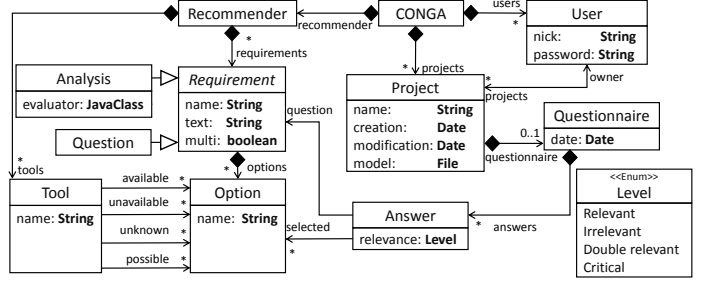 Recommender
CONGA
User
nick: String
password: String
users
*
recommender
*
requirements
* projects
*
projects
owner
Analysis
evaluator: JavaClass
Question
Requirement
name: String
text: String
multi: boolean
question
Project
name: String
creation: Date
modification: Date
model: File
0..1
questionnaire
Questionnaire
date: Date
* options
*
tools
Tool
name: String
available *
unavailable *
unknown *
possible *
Option
name: String
selected
*
Answer
relevance: Level
* answers
<<Enum>>
Level
Relevant
Irrelevant
Double relevant
Critical